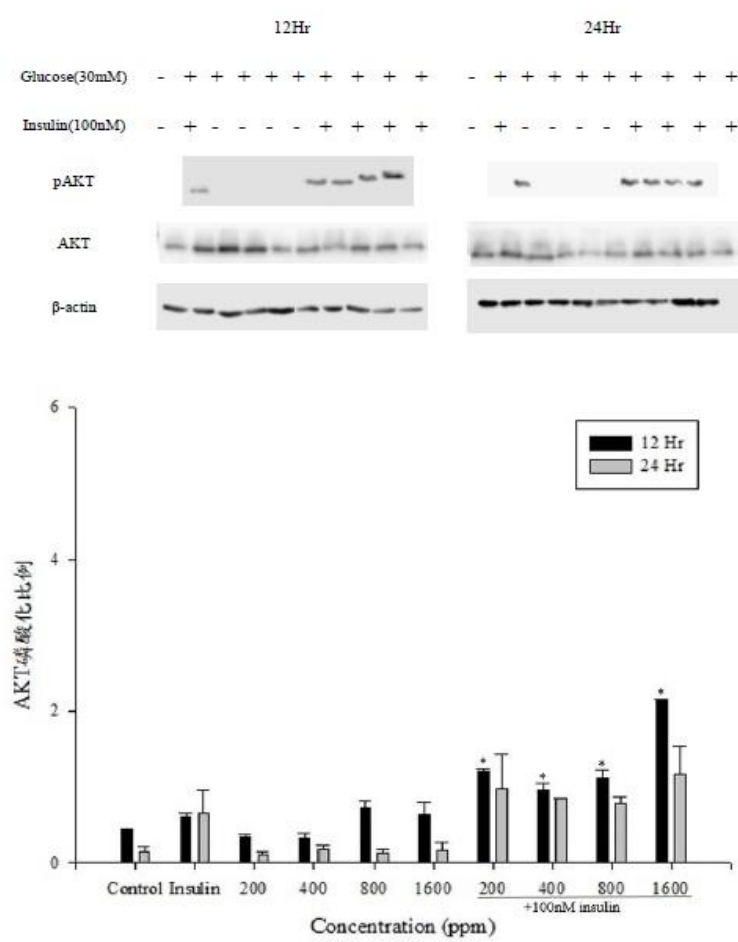 12Hr 24Hr
Glucose(30mM) - + + + + + + + + + - + + + + + + + + +
Insulin(100nM) - + - - - - + + + + - + - - - - + + + +
pAKT
AKT
β-actin
6
12 Hr
24 Hr
4
AKT磷酸化比例
2
* * * *
0
Control Insulin 200 400 800 1600 200 400 800 1600
+100nM insulin
Concentration (ppm)